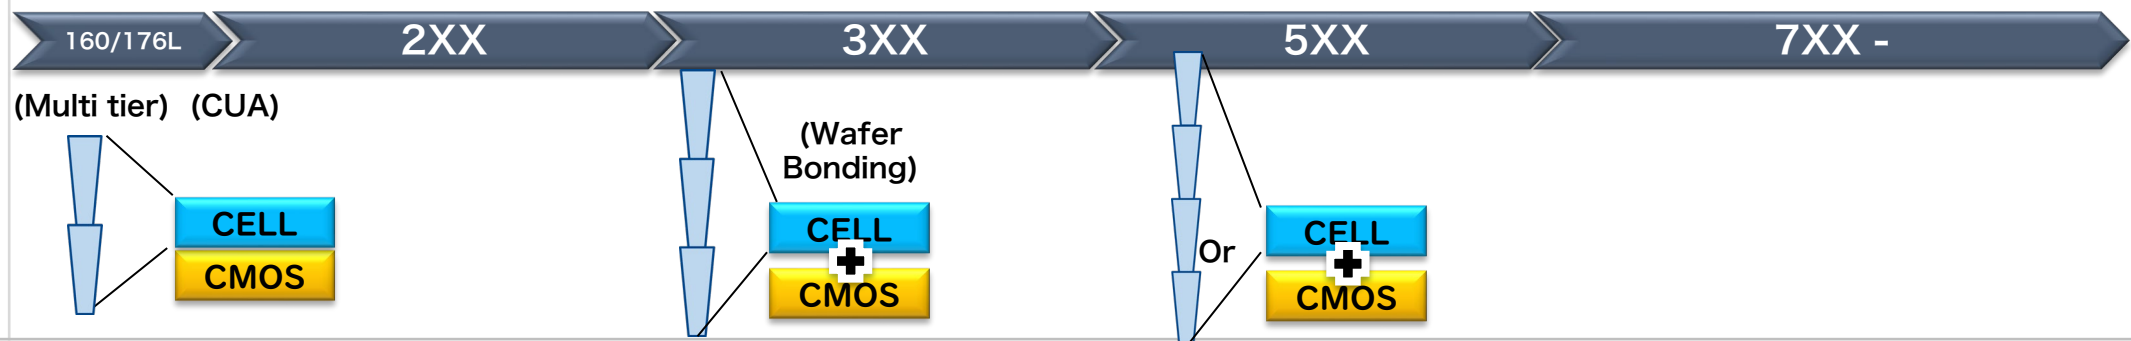 160/176L
2XX
3XX
5XX
7XX -
(Multi tier) (CUA)
CELL
CMOS
(Wafer
Bonding)
CELL
CMOS
Or
CELL
CMOS